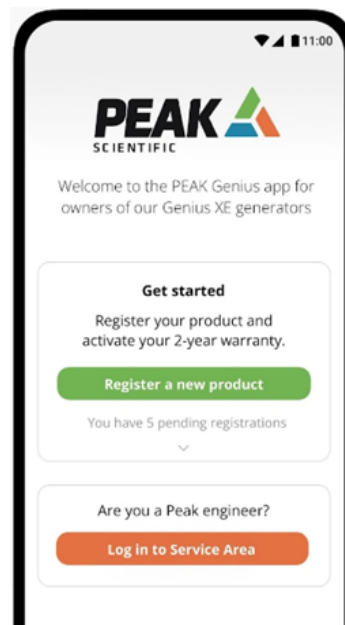 11:00
PEAK
SCIENTIFIC
Welcome to the PEAK Genius app for
owners of our Genius XE generators
Get started
Register your product and
activate your 2-year warranty.
Register a new product
You have 5 pending registrations
Are you a Peak engineer?
Log in to Service Area